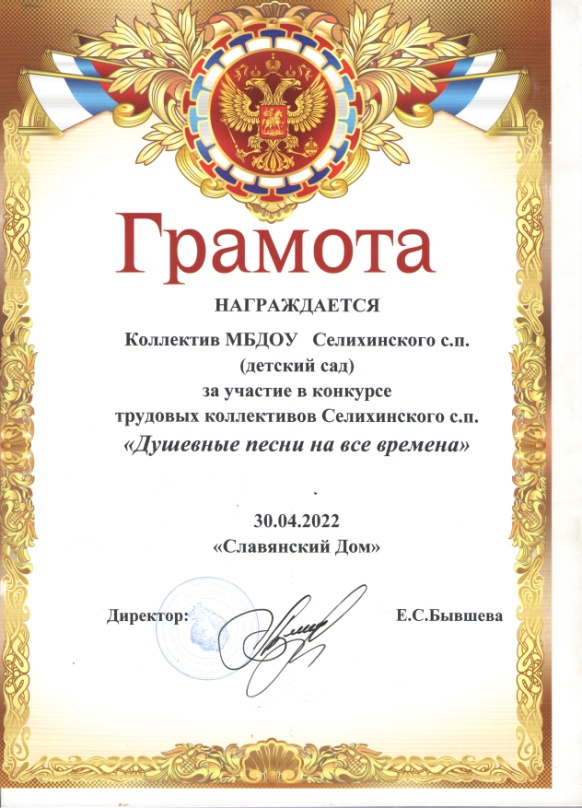 Грамота
НАГРАЖДАЕТСЯ
Коллектив МБДОУ Селихинского с.п.
(детский сад)
за участие в конкурсе
трудовых коллективов Селихинского с.п.
«Душевные песни на все времена»
30.04.2022
«Славянский Дом»
Директор: Е.С.Бывшева